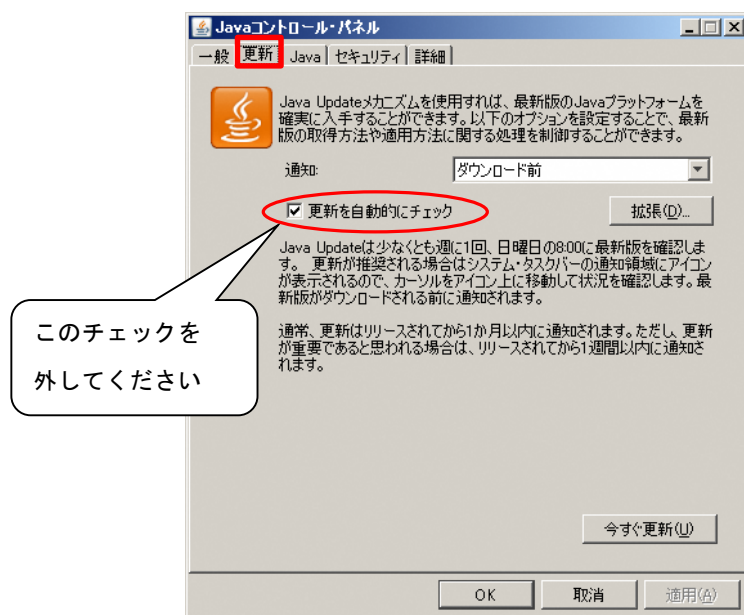 Javaコントロール・パネル
一般 更新 Java セキュリティ 詳細
Java Updateメカニズムを使用すれば、最新版のJavaプラットフォームを
確実に入手することができます。以下のオプションを設定することで、最新
版の取得方法や適用方法に関する処理を制御することができます。
通知: ダウンロード前
更新を自動的にチェック 拡張(D)...
Java Updateは少なくとも週に1回、日曜日の8:00に最新版を確認しま
す。 更新が推奨される場合はシステム・タスクバーの通知領域にアイコン
が表示されるので、カーソルをアイコン上に移動して状況を確認します。最
新版がダウンロードされる前に通知されます。
通常、更新はリリースされてから1か月以内に通知されます。ただし、更新
が重要であると思われる場合は、リリースされてから1週間以内に通知さ
れます。
このチェックを
外してください
今すぐ更新(U)
OK 取消 適用(A)